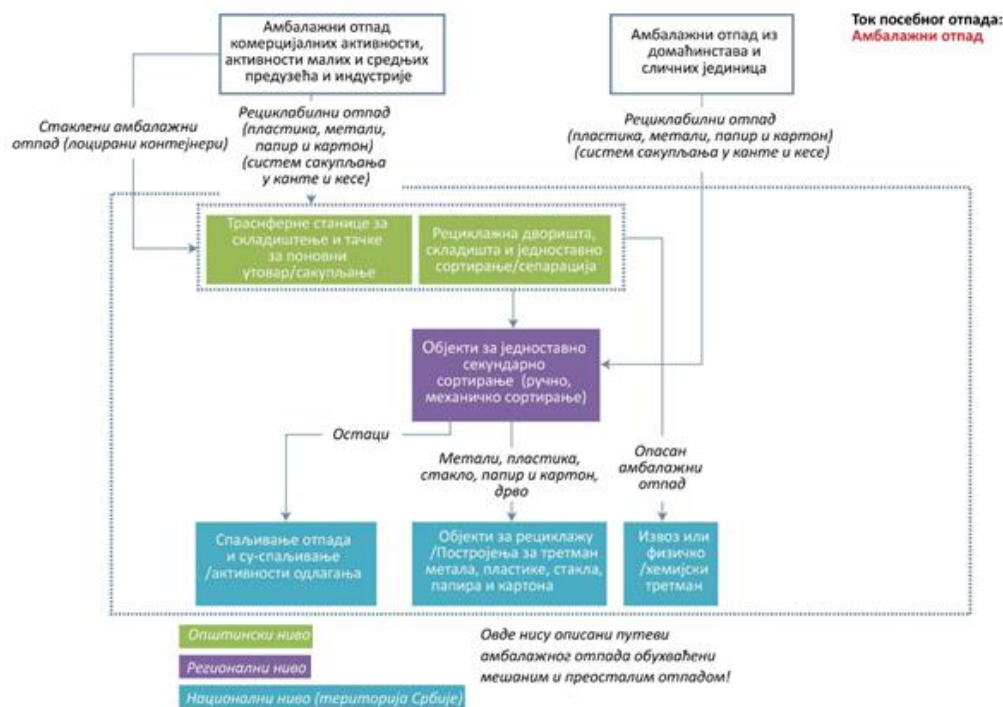 Ток посебног отпада:
Амбалажни отпад
Амбалажни отпад
комерцијалних активности,
активности малих и средњих
предузећа и индустрије
Амбалажни отпад из
домаћинстава и
сличних јединица
Стаклени амбалажни
отпад (лоцирани контејнери)
Рециклабилни отпад
(пластика, метали,
папир и картон)
(систем сакупљања
у канте и кесе)
Рециклабилни отпад
(пластика, метали, папир и картон)
(систем сакупљања у канте и кесе)
Траснферне станице за
складиштење и тачке
за поновни
утовар/сакупљање
Рециклажна дворишта,
складишта и једноставно
сортирање/сепарација
Објекти за једноставно
секундарно
сортирање (ручно,
механичко сортирање)
Остаци
Метали, пластика,
стакло, папир и картон,
дрво
Опасан
амбалажни
отпад
Спаљивање отпада
и су-спаљивање
/активности одлагања
Објекти за рециклажу
/Постројења за третман
метала, пластике, стакла,
папира и картона
Извоз или
физичко
/хемијски
третман
Општински ниво
Регионални ниво
Национални ниво (територија Србије)
Овде нису описани путеви
амбалажног отпада обухваћени
мешаним и преосталим отпадом!